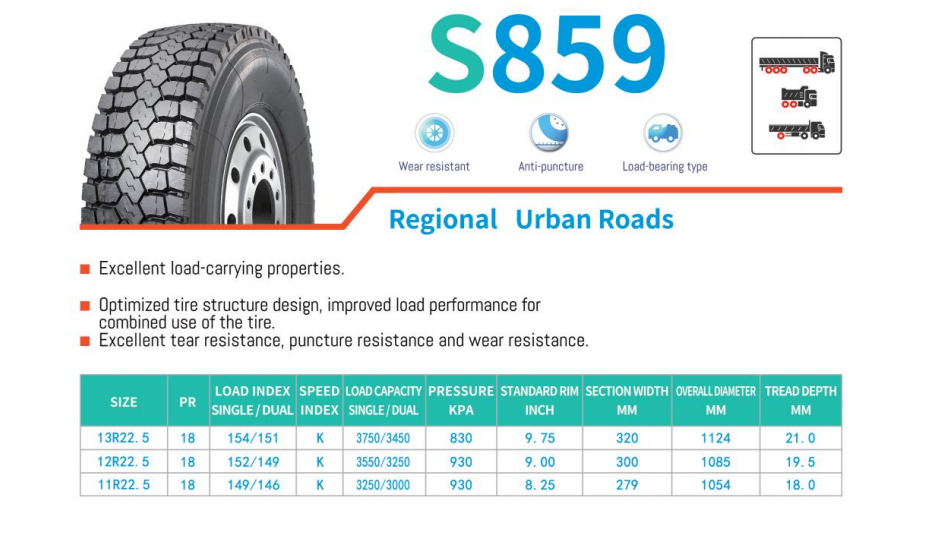 S859
Wear resistant
Anti-puncture
Load-bearing type
Regional Urban Roads
Excellent load-carrying properties.
Optimized tire structure design, improved load performance for
combined use of the tire.
Excellent tear resistance, puncture resistance and wear resistance.
SIZE PR LOAD INDEX SINGLE / DUAL SPEED INDEX LOAD CAPACITY SINGLE / DUAL PRESSURE KPA STANDARD RIM INCH SECTION WIDTH MM OVERALL DIAMETER MM TREAD DEPTH MM
13R22.5 18 154/151 K 3750/3450 830 9.75 320 1124 21.0
12R22.5 18 152/149 K 3550/3250 930 9.00 300 1085 19.5
11R22.5 18 149/146 K 3250/3000 930 8.25 279 1054 18.0